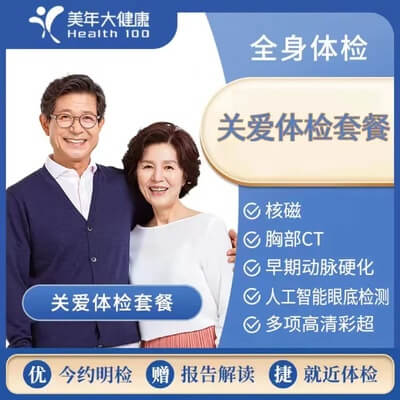 美年大健康
Health 100
全身体检
关爱体检套餐
核磁
胸部CT
早期动脉硬化
人工智能眼底检测
多项高清彩超
关爱体检套餐
优 今约明检 赠 报告解读 捷 就近体检